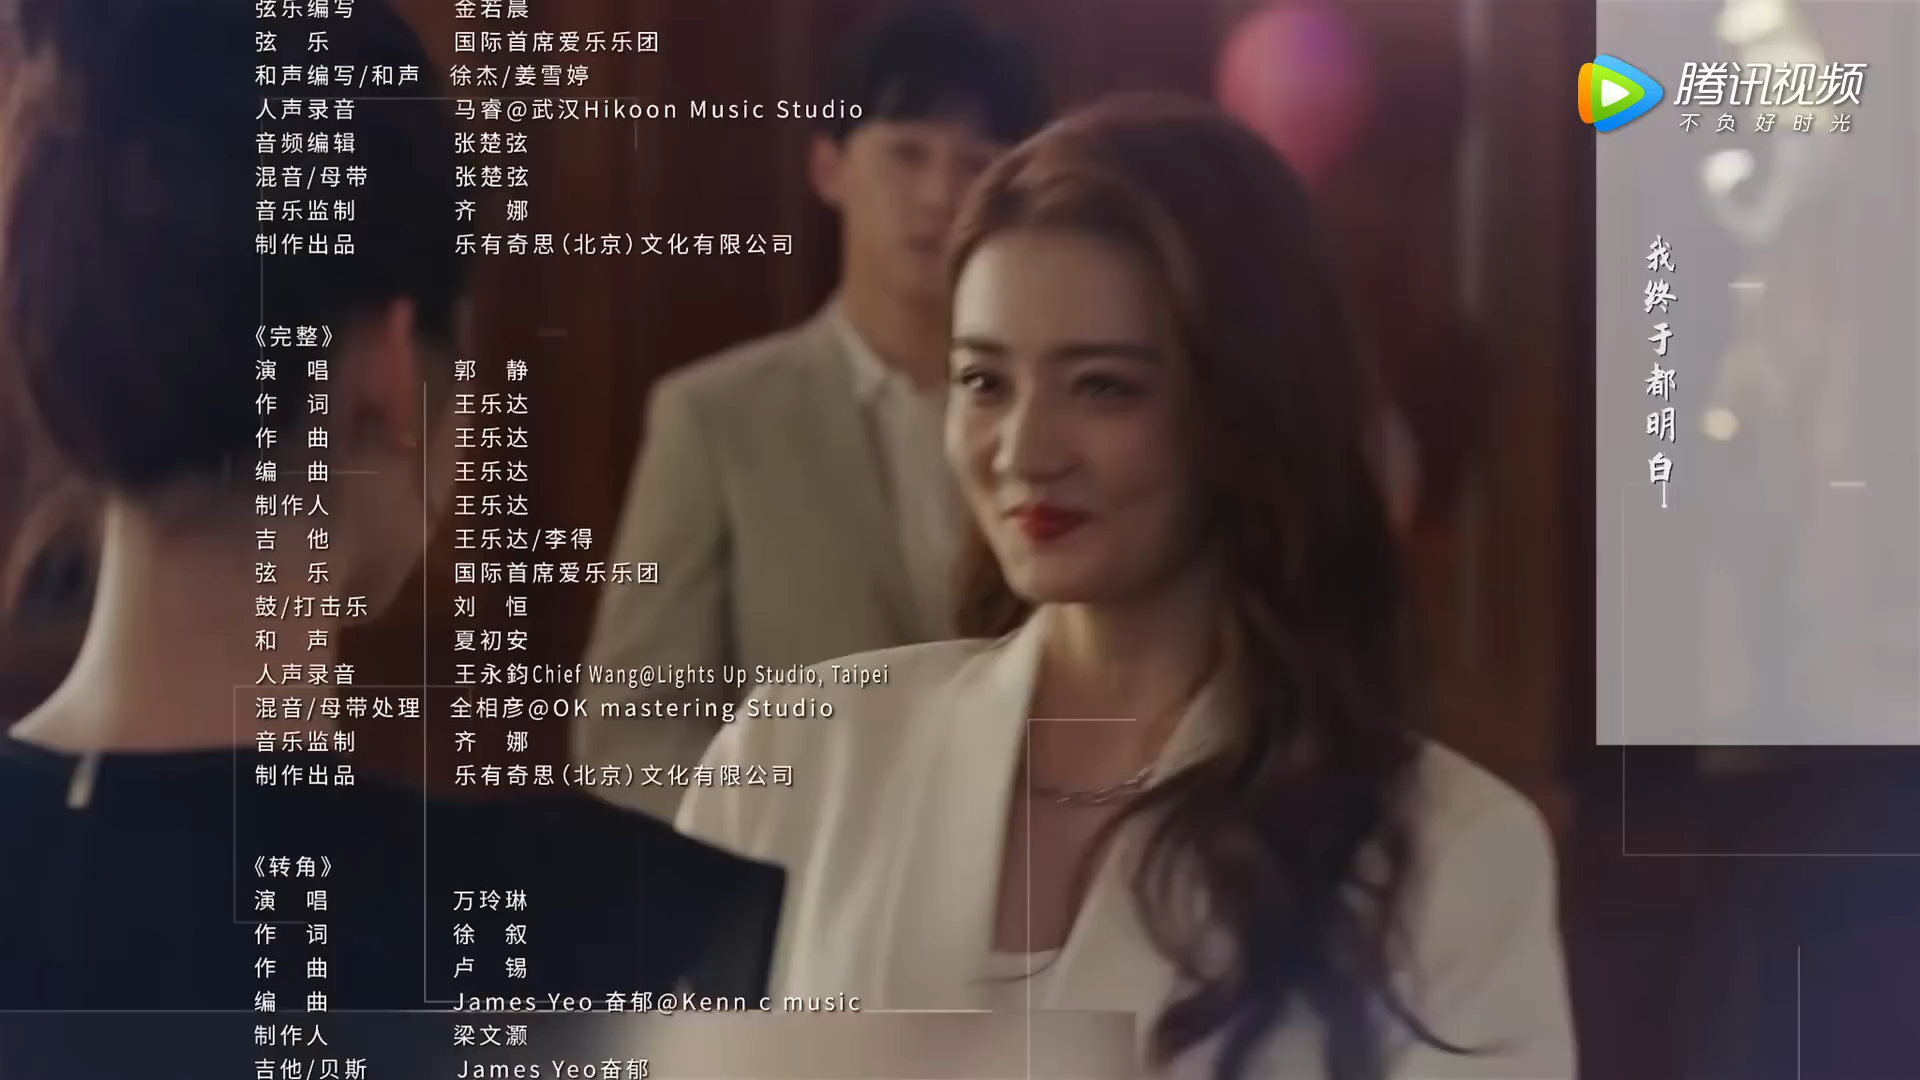 弦乐编写 金若晨
弦 乐 国际首席爱乐乐团
和声编写/和声 徐杰/姜雪婷
人声录音 马睿@武汉Hikoon Music Studio
音频编辑 张楚弦
混音/母带 张楚弦
音乐监制 齐 娜
制作出品 乐有奇思(北京)文化有限公司
《完整》
演 唱 郭 静
作 词 王乐达
作 曲 王乐达
编 曲 王乐达
制作人 王乐达
吉 他 王乐达/李得
弦 乐 国际首席爱乐乐团
鼓/打击乐 刘 恒
和 声 夏初安
人声录音 王永鈞Chief Wang@Lights Up Studio, Taipei
混音/母带处理 全相彦@OK mastering Studio
音乐监制 齐 娜
制作出品 乐有奇思(北京)文化有限公司
《转角》
演 唱 万玲琳
作 词 徐 叙
作 曲 卢 锡
编 曲 James Yeo 奋郁@Kenn c music
制作人 梁文灏
吉他/贝斯 James Yeo奋郁
腾讯视频
不负好时光
我终于都明白